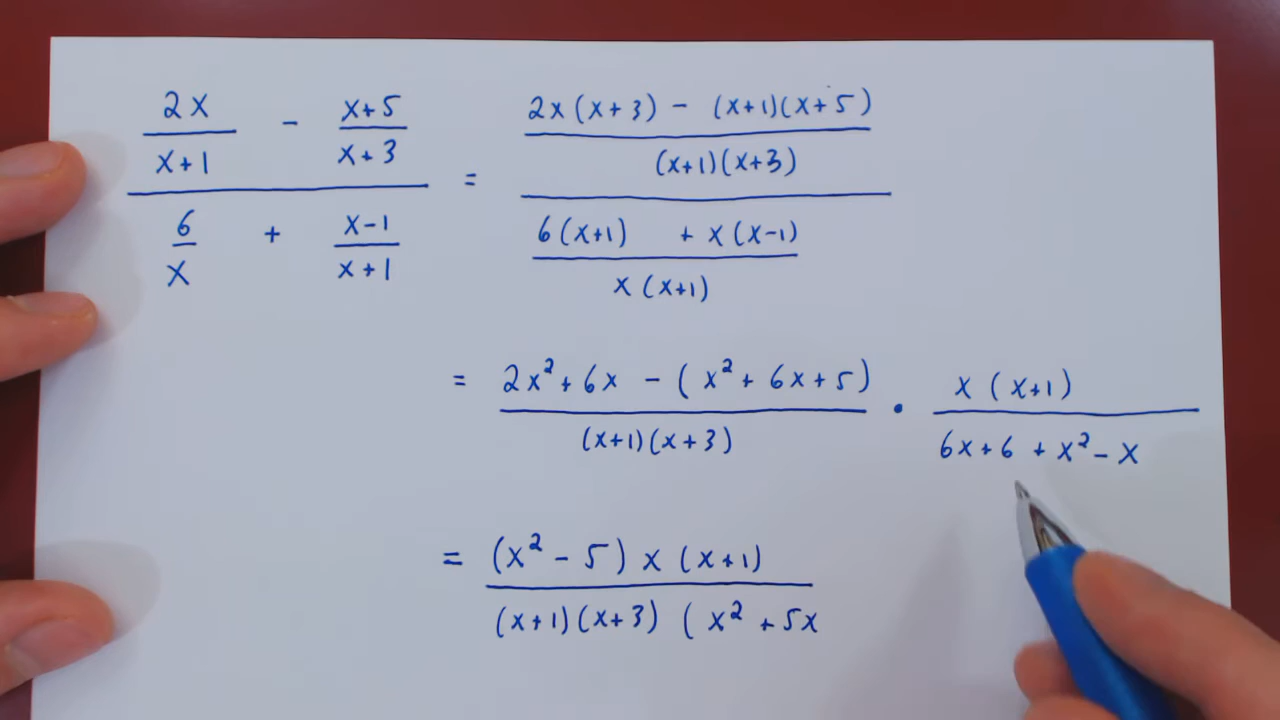 2x/(x+1) - (x+5)/(x+3) = 2x(x+3) - (x+1)(x+5)
(x+1)(x+3)
6/x + (x-1)/(x+1) 6(x+1) + x(x-1)
x(x+1)
= 2x² + 6x - (x² + 6x + 5) · x(x+1)
(x+1)(x+3) 6x + 6 + x² - x
= (x² - 5) x (x+1)
(x+1)(x+3) (x² + 5x